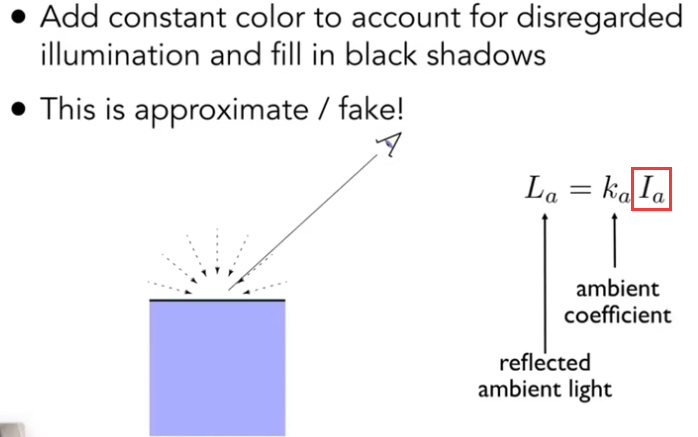 ● Add constant color to account for disregarded
illumination and fill in black shadows
● This is approximate / fake!
L_a = k_a I_a
ambient
coefficient
reflected
ambient light